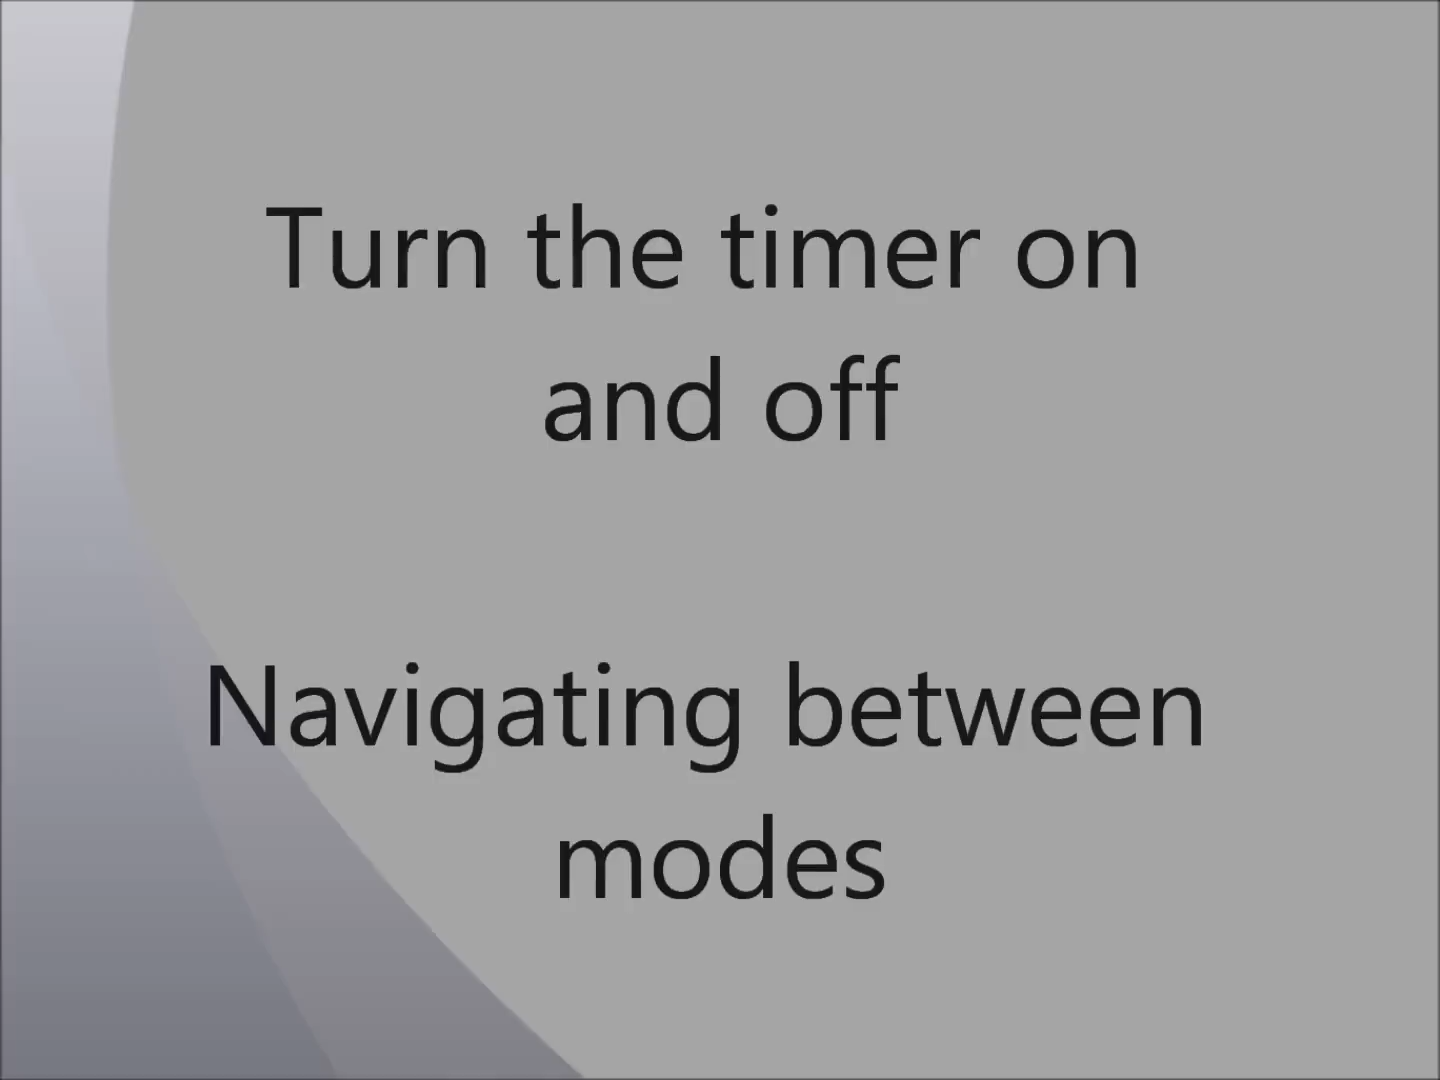 Turn the timer on
and off
Navigating between
modes